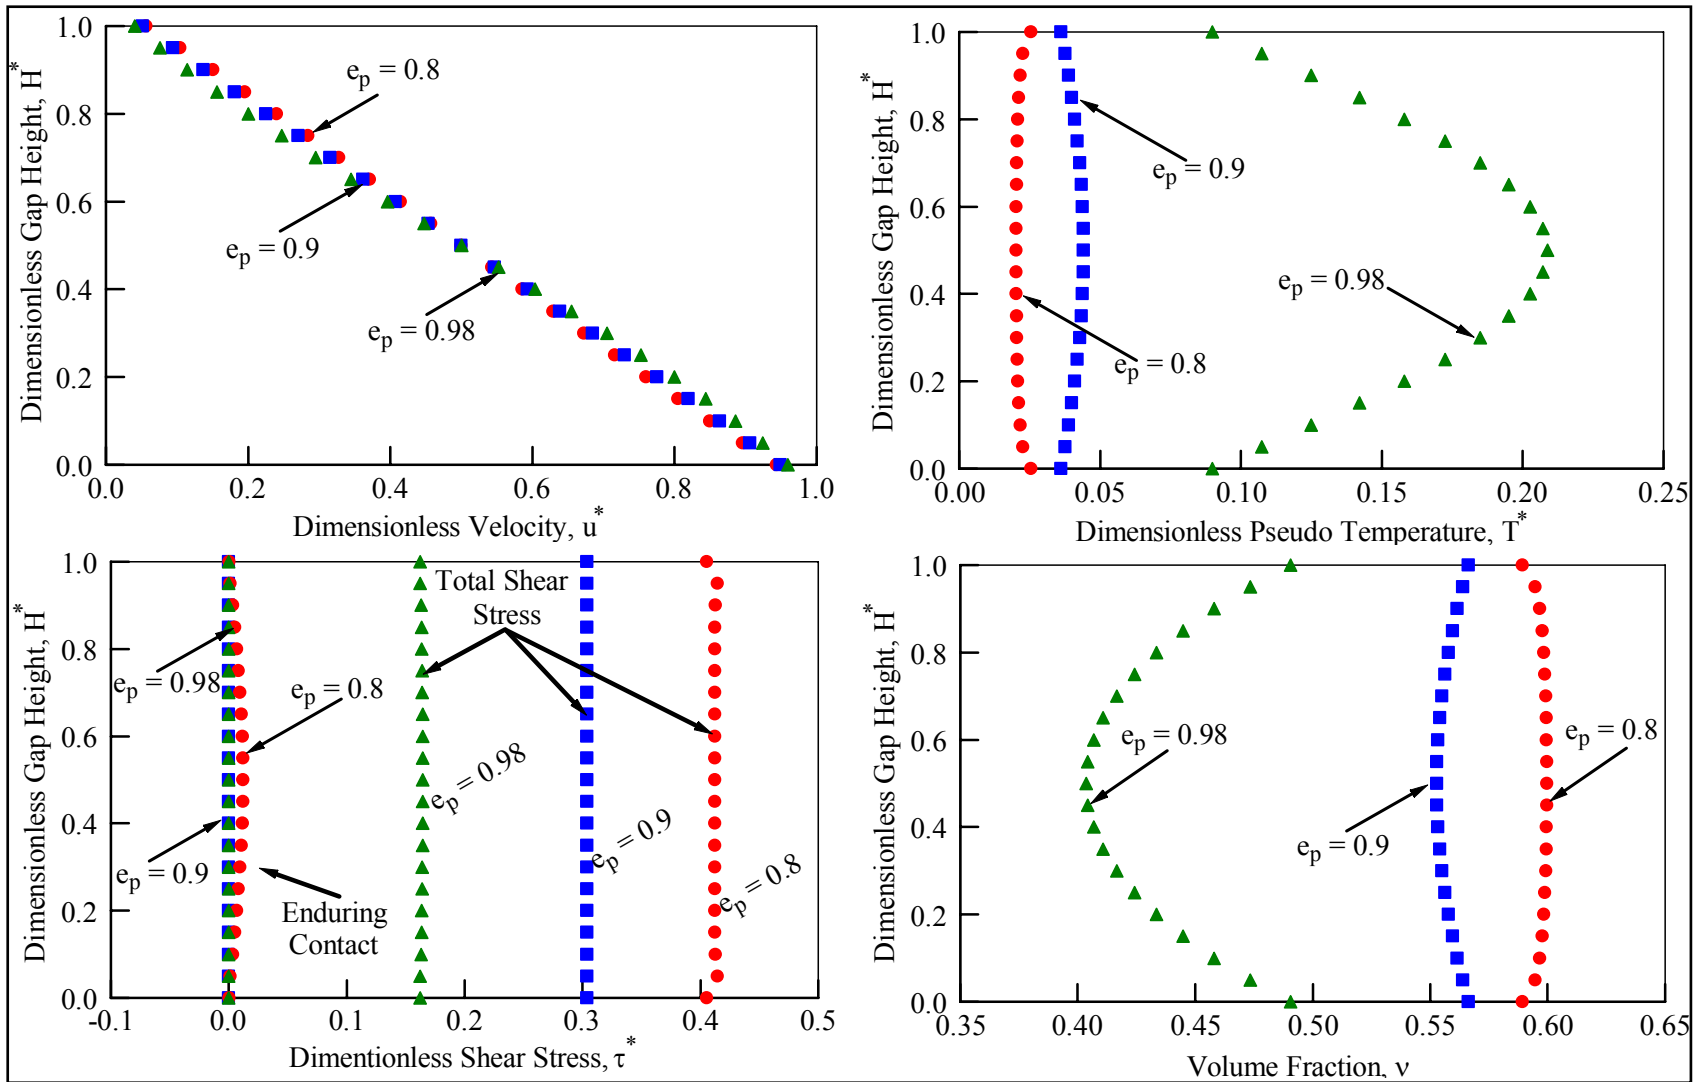 Dimensionless Gap Height, H*
1.0
0.8
0.6
0.4
0.2
0.0
0.0
0.2
0.4
0.6
0.8
1.0
Dimensionless Velocity, u*
e_p = 0.8
e_p = 0.9
e_p = 0.98
Dimensionless Gap Height, H*
1.0
0.8
0.6
0.4
0.2
0.0
0.00
0.05
0.10
0.15
0.20
0.25
Dimensionless Pseudo Temperature, T*
e_p = 0.9
e_p = 0.98
e_p = 0.8
Dimensionless Gap Height, H*
1.0
0.8
0.6
0.4
0.2
0.0
-0.1
0.0
0.1
0.2
0.3
0.4
0.5
Dimentionless Shear Stress, τ*
Total Shear
Stress
e_p = 0.98
e_p = 0.8
e_p = 0.98
e_p = 0.9
e_p = 0.9
e_p = 0.8
Enduring
Contact
Dimensionless Gap Height, H*
1.0
0.8
0.6
0.4
0.2
0.0
0.35
0.40
0.45
0.50
0.55
0.60
0.65
Volume Fraction, ν
e_p = 0.98
e_p = 0.8
e_p = 0.9